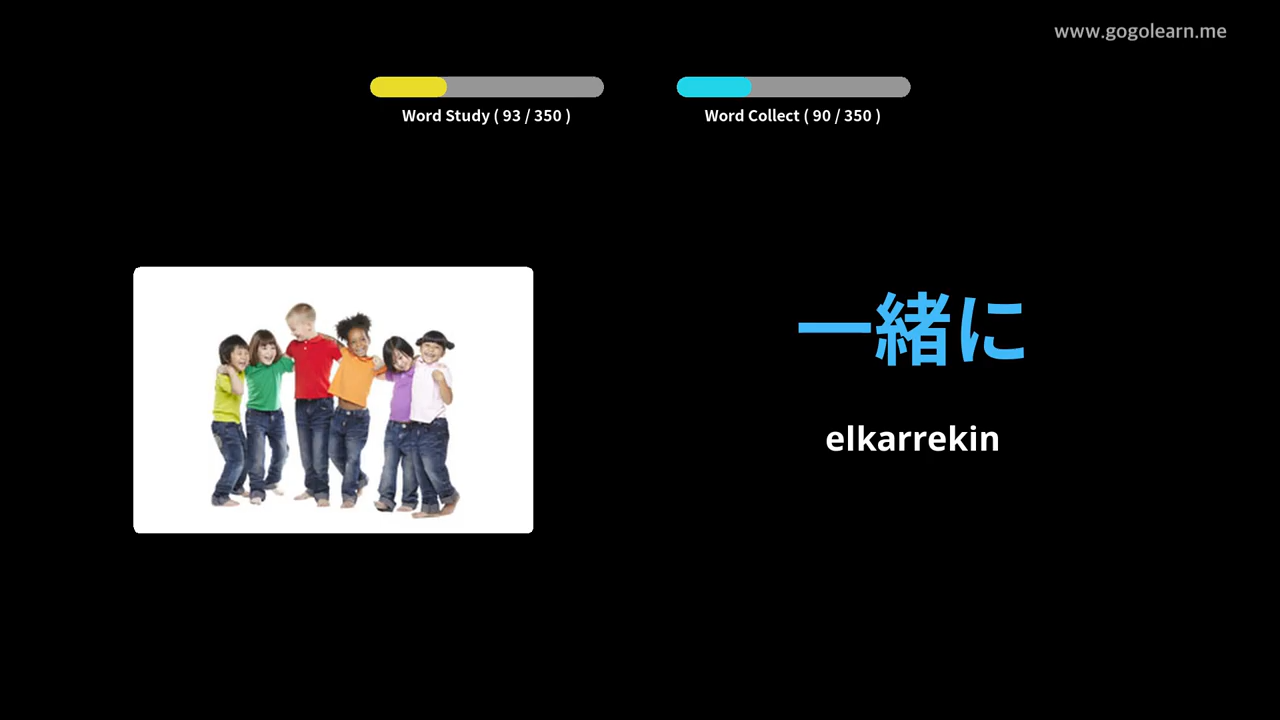 www.gogolearn.me
Word Study ( 93 / 350 )
Word Collect ( 90 / 350 )
一緒に
elkarrekin